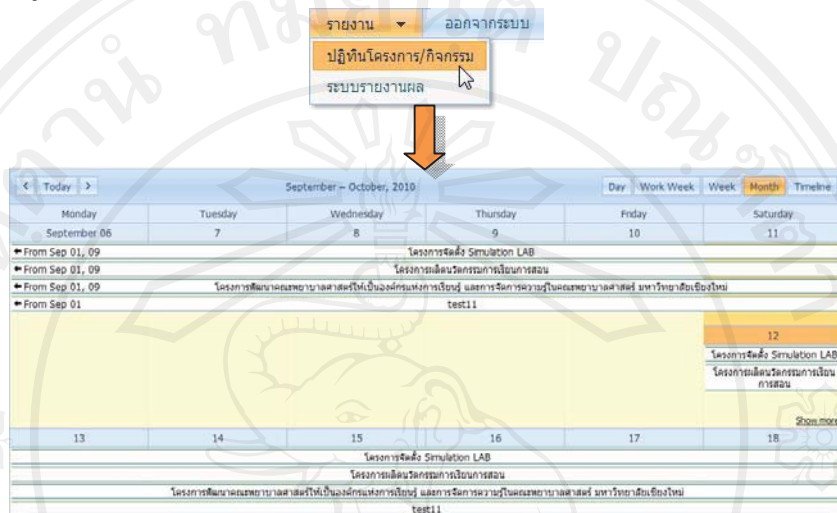 รายงาน ออกจากระบบ
ปฏิทินโครงการ/กิจกรรม
ระบบรายงานผล
Today September – October, 2010 Day Work Week Week Month Timeline
Monday Tuesday Wednesday Thursday Friday Saturday
September 06 7 8 9 10 11
From Sep 01, 09 โครงการจัดตั้ง Simulation LAB
From Sep 01, 09 โครงการผลิตนวัตกรรมการเรียนการสอน
From Sep 01, 09 โครงการพัฒนาคณะพยาบาลศาสตร์ให้เป็นองค์กรแห่งการเรียนรู้ และการจัดการความรู้ในคณะพยาบาลศาสตร์ มหาวิทยาลัยเชียงใหม่
From Sep 01 test11
12
โครงการจัดตั้ง Simulation LAB
โครงการผลิตนวัตกรรมการเรียน
การสอน
Show more
13 14 15 16 17 18
โครงการจัดตั้ง Simulation LAB
โครงการผลิตนวัตกรรมการเรียนการสอน
โครงการพัฒนาคณะพยาบาลศาสตร์ให้เป็นองค์กรแห่งการเรียนรู้ และการจัดการความรู้ในคณะพยาบาลศาสตร์ มหาวิทยาลัยเชียงใหม่
test11